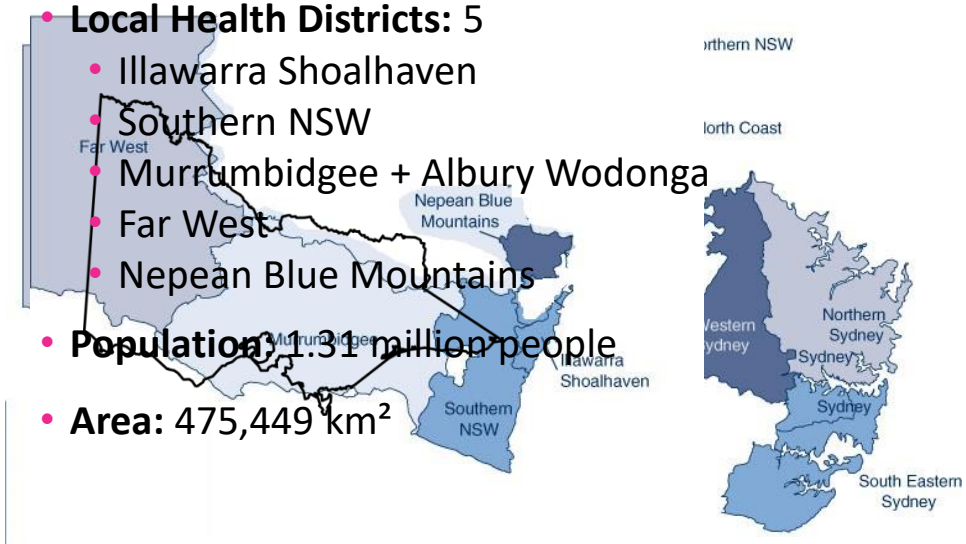 • Local Health Districts: 5
• Illawarra Shoalhaven
• Southern NSW
• Murrumbidgee + Albury Wodonga
• Far West
• Nepean Blue Mountains
• Population: 1.31 million people
• Area: 475,449 km²
Far West
Nepean Blue
Mountains
Murrumbidgee
Illawarra
Shoalhaven
Southern
NSW
orthern NSW
orth Coast
Western
ydney
Northern
Sydney
Sydney
Sydney
South Eastern
Sydney